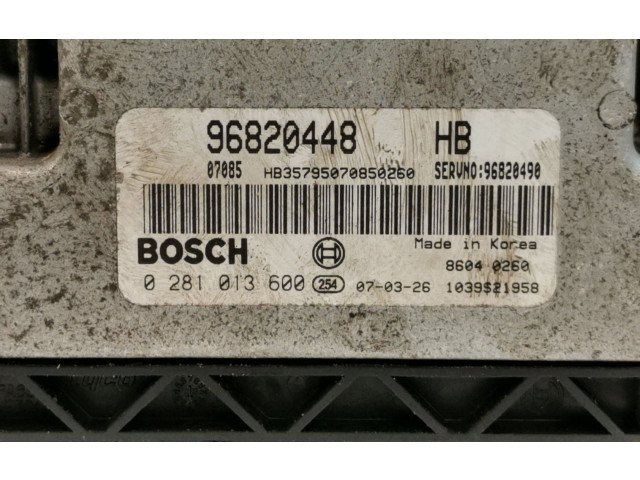 96820448 HB
07085 HB35795070850260 SERVNO:96820490
BOSCH Made in Korea
8604 0260
0 281 013 600 254 07-03-26 1039S21958